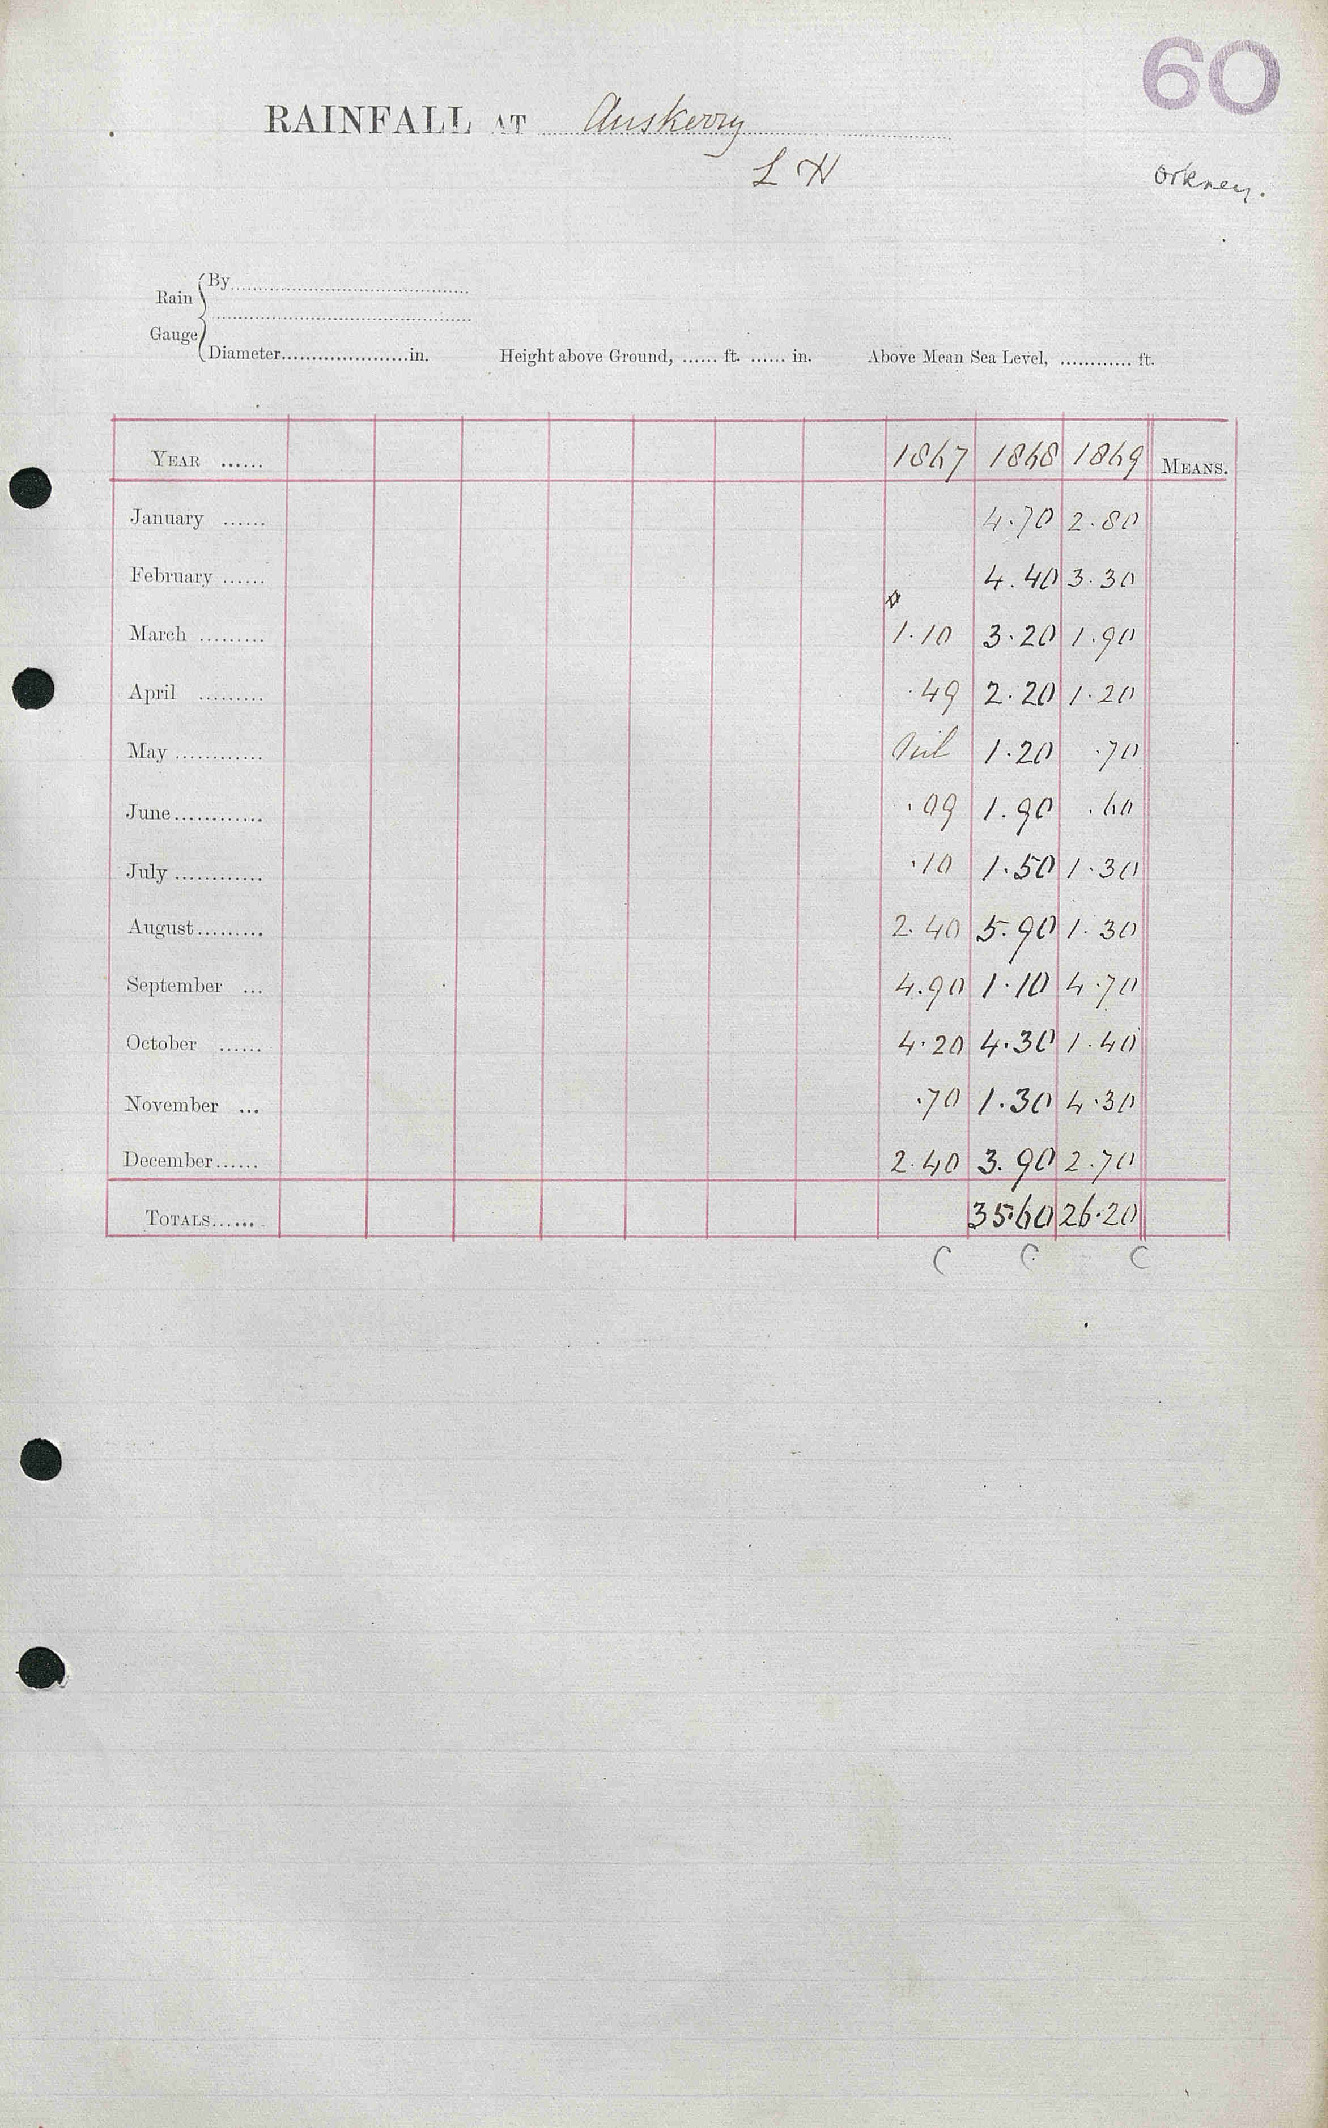 60
RAINFALL AT Auskerry
L H
Orkney.
Rain Gauge { By
Diameter in. Height above Ground, ...... ft. ...... in. Above Mean Sea Level, ............ ft.
YEAR ...... 1867 1868 1869 MEANS.
January ...... 4.70 2.80
February ...... 4.40 3.30
March ......... 1.10 3.20 1.90
April ......... .49 2.20 1.20
May ............ Nil 1.20 .70
June ............ .09 1.90 .60
July ............ .10 1.50 1.30
August ......... 2.40 5.90 1.30
September ... 4.90 1.10 4.70
October ...... 4.20 4.30 1.40
November ... .70 1.30 4.30
December ...... 2.40 3.90 2.70
TOTALS ...... 35.60 26.20
C C C